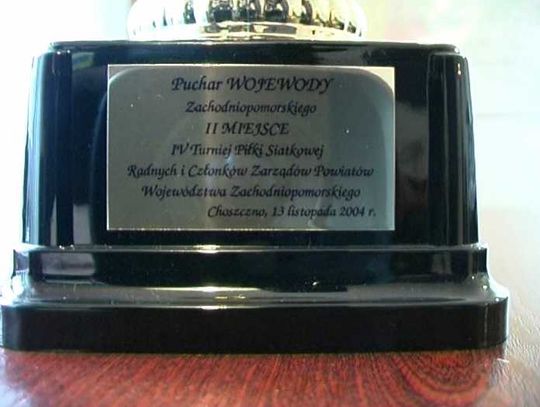 Puchar WOJEWODY
Zachodniopomorskiego
II MIEJSCE
IV Turniej Piłki Siatkowej
Radnych i Członków Zarządów Powiatów
Województwa Zachodniopomorskiego
Choszczno, 13 listopada 2004 r.